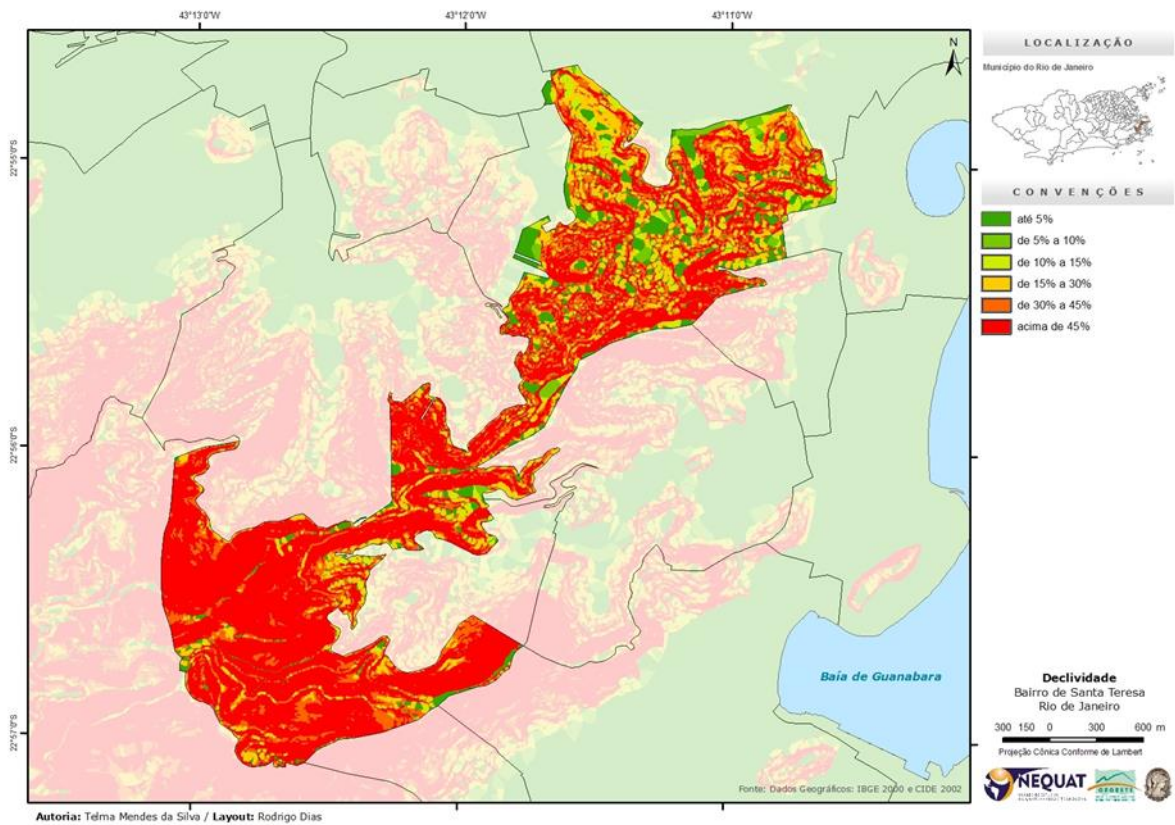 43°13'0"W
43°12'0"W
43°11'0"W
22°55'0"S
22°56'0"S
22°57'0"S
N
Baía de Guanabara
Fonte: Dados Geográficos: IBGE 2000 e CIDE 2002
Autoria: Telma Mendes da Silva / Layout: Rodrigo Dias
LOCALIZAÇÃO
Município do Rio de Janeiro
CONVENÇÕES
até 5%
de 5% a 10%
de 10% a 15%
de 15% a 30%
de 30% a 45%
acima de 45%
Declividade
Bairro de Santa Teresa
Rio de Janeiro
300 150 0 300 600 m
Projeção Cônica Conforme de Lambert
NEQUAT